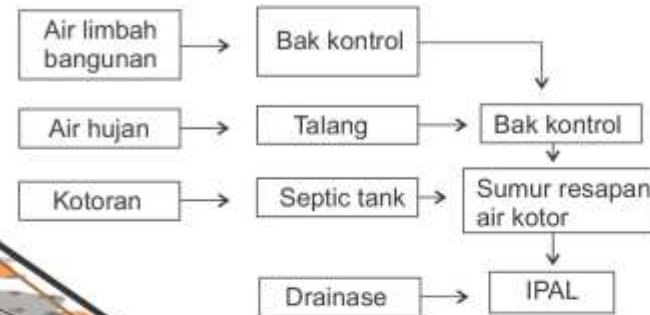 Air limbah
bangunan
Bak kontrol
Air hujan
Talang
Bak kontrol
Kotoran
Septic tank
Sumur resapan
air kotor
Drainase
IPAL